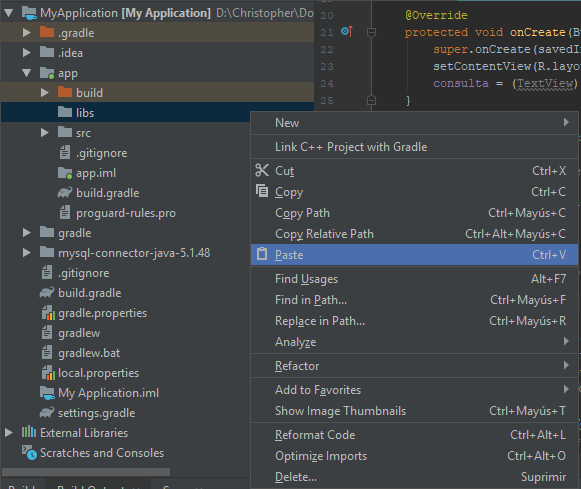 MyApplication [My Application] D:\Christopher\Do
.gradle
.idea
app
build
libs
src
.gitignore
app.iml
build.gradle
proguard-rules.pro
gradle
mysql-connector-java-5.1.48
.gitignore
build.gradle
gradle.properties
gradlew
gradlew.bat
local.properties
My Application.iml
settings.gradle
External Libraries
Scratches and Consoles
20
21
22
23
24
25
@Override
protected void onCreate(B
super.onCreate(savedI
setContentView(R.layo
consulta = (TextView)
}
New
Link C++ Project with Gradle
Cut Ctrl+X
Copy Ctrl+C
Copy Path Ctrl+Mayús+C
Copy Relative Path Ctrl+Alt+Mayús+C
Paste Ctrl+V
Find Usages Alt+F7
Find in Path... Ctrl+Mayús+F
Replace in Path... Ctrl+Mayús+R
Analyze
Refactor
Add to Favorites
Show Image Thumbnails Ctrl+Mayús+T
Reformat Code Ctrl+Alt+L
Optimize Imports Ctrl+Alt+O
Delete... Suprimir